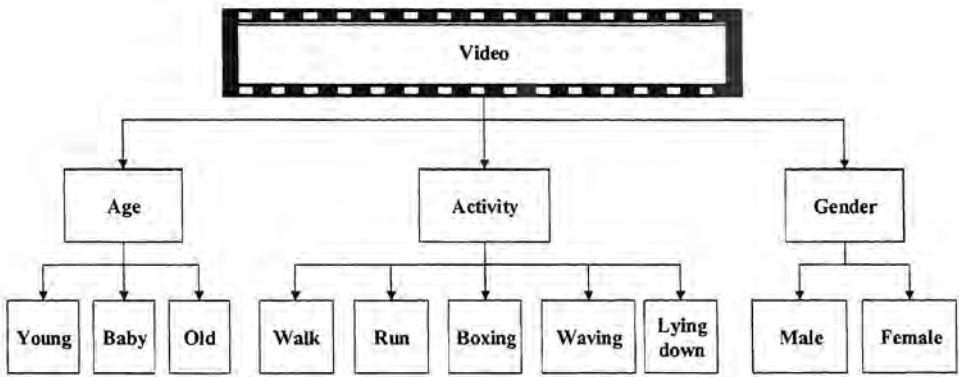 Video
Age
Activity
Gender
Young
Baby
Old
Walk
Run
Boxing
Waving
Lying
down
Male
Female